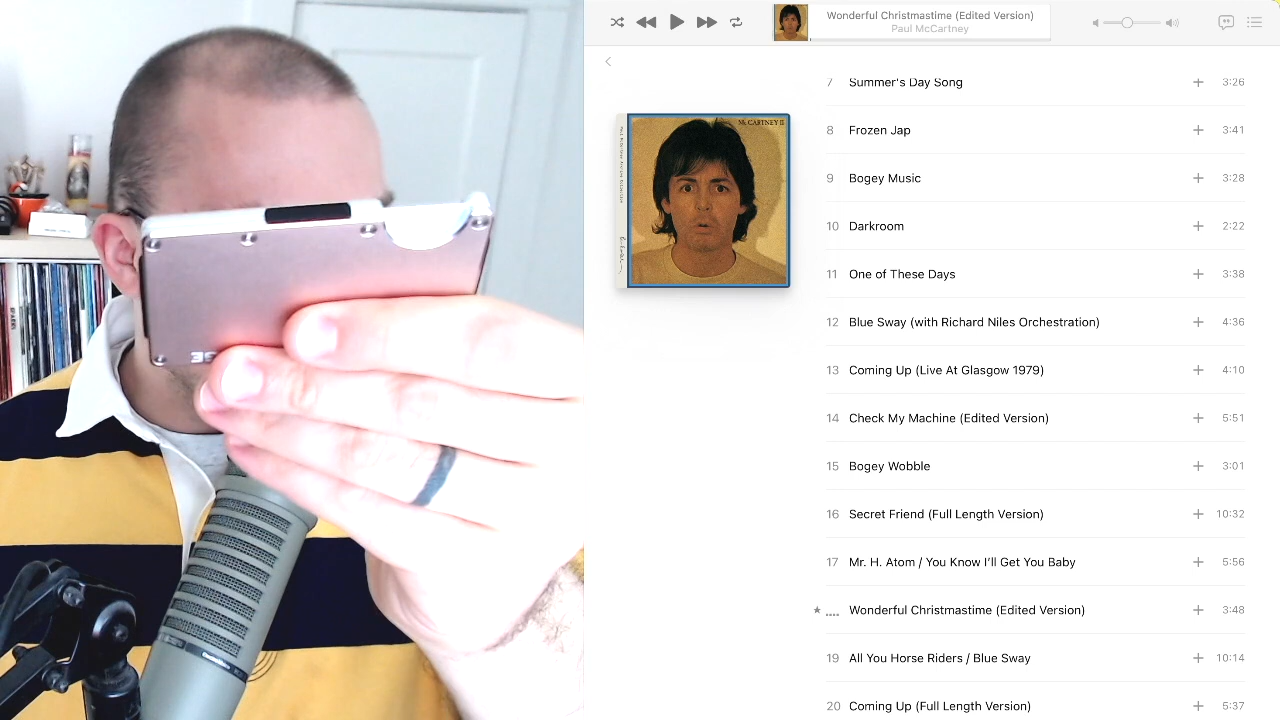 Wonderful Christmastime (Edited Version)
Paul McCartney
McCARTNEY II
7 Summer's Day Song 3:26
8 Frozen Jap 3:41
9 Bogey Music 3:28
10 Darkroom 2:22
11 One of These Days 3:38
12 Blue Sway (with Richard Niles Orchestration) 4:36
13 Coming Up (Live At Glasgow 1979) 4:10
14 Check My Machine (Edited Version) 5:51
15 Bogey Wobble 3:01
16 Secret Friend (Full Length Version) 10:32
17 Mr. H. Atom / You Know I'll Get You Baby 5:56
Wonderful Christmastime (Edited Version) 3:48
19 All You Horse Riders / Blue Sway 10:14
20 Coming Up (Full Length Version) 5:37